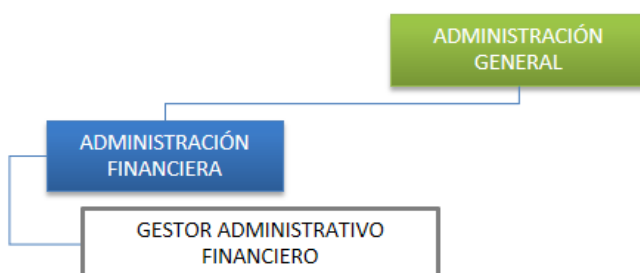 ADMINISTRACIÓN
GENERAL
ADMINISTRACIÓN
FINANCIERA
GESTOR ADMINISTRATIVO
FINANCIERO